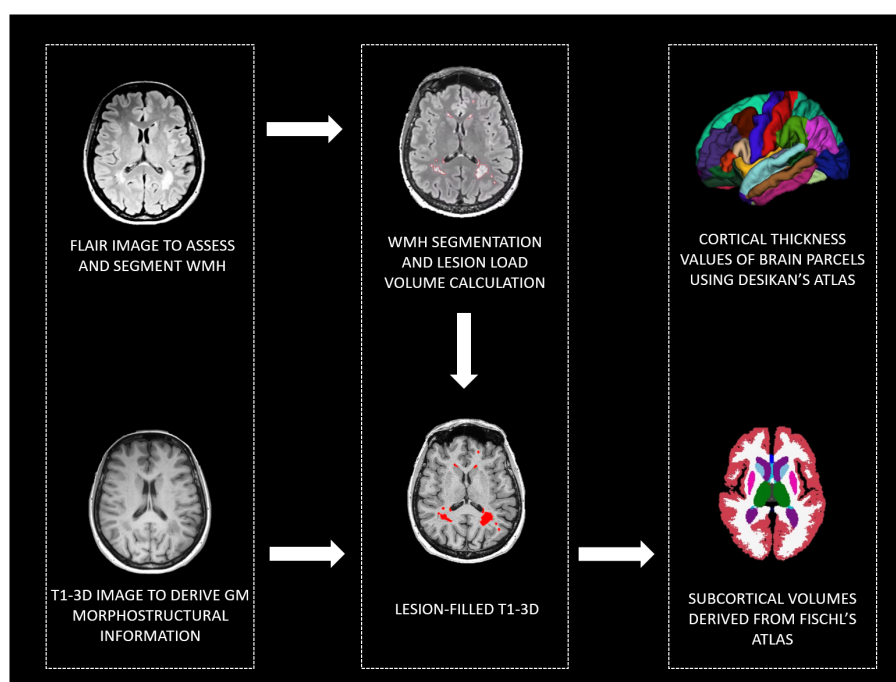 FLAIR IMAGE TO ASSESS
AND SEGMENT WMH
WMH SEGMENTATION
AND LESION LOAD
VOLUME CALCULATION
CORTICAL THICKNESS
VALUES OF BRAIN PARCELS
USING DESIKAN'S ATLAS
T1-3D IMAGE TO DERIVE GM
MORPHOSTRUCTURAL
INFORMATION
LESION-FILLED T1-3D
SUBCORTICAL VOLUMES
DERIVED FROM FISCHL'S
ATLAS